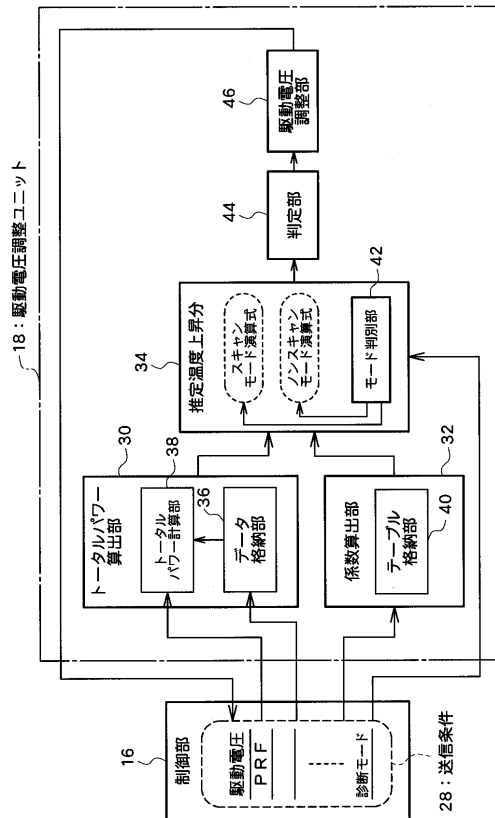 18：駆動電圧調整ユニット
16
制御部
駆動電圧
PRF
診断モード
28：送信条件
30
トータルパワー
算出部
38
トータル
パワー計算部
36
データ
格納部
32
係数算出部
テーブル
格納部
40
34
推定温度上昇分
スキャン
モード演算式
ノンスキャン
モード演算式
モード判別部
42
44
判定部
46
駆動電圧
調整部